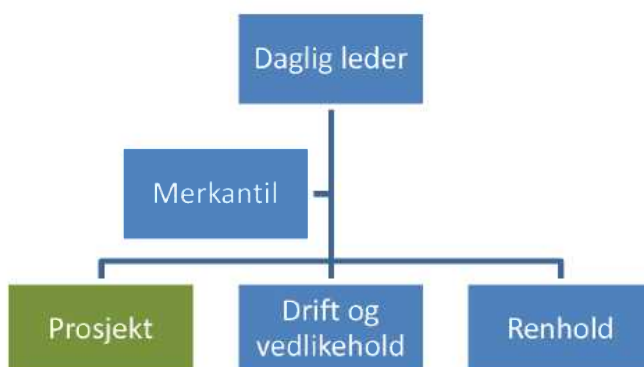 Daglig leder
Merkantil
Prosjekt
Drift og
vedlikehold
Renhold